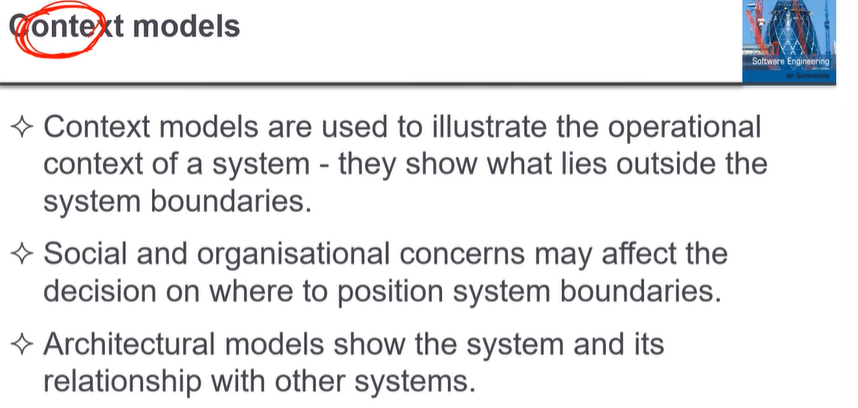 Context models
Software Engineering
Ian Sommerville
✧ Context models are used to illustrate the operational
context of a system - they show what lies outside the
system boundaries.
✧ Social and organisational concerns may affect the
decision on where to position system boundaries.
✧ Architectural models show the system and its
relationship with other systems.